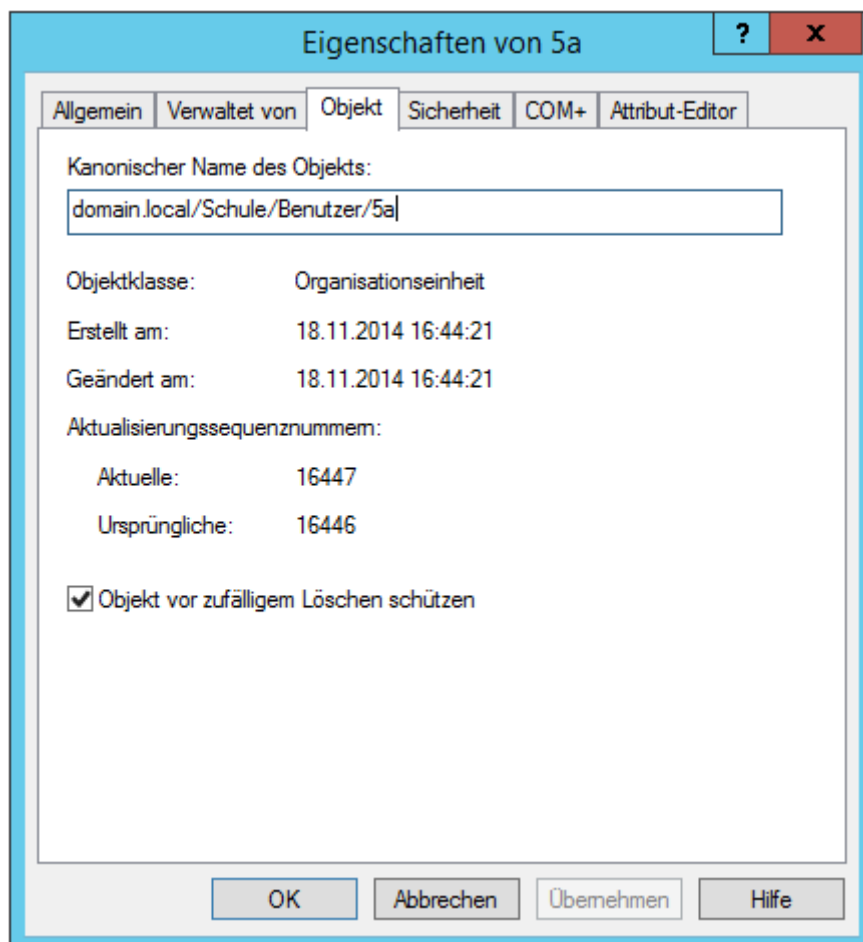 Eigenschaften von 5a
? x
Allgemein Verwaltet von Objekt Sicherheit COM+ Attribut-Editor
Kanonischer Name des Objekts:
domain.local/Schule/Benutzer/5a
Objektklasse: Organisationseinheit
Erstellt am: 18.11.2014 16:44:21
Geändert am: 18.11.2014 16:44:21
Aktualisierungssequenznummern:
Aktuelle: 16447
Ursprüngliche: 16446
Objekt vor zufälligem Löschen schützen
OK Abbrechen Übernehmen Hilfe